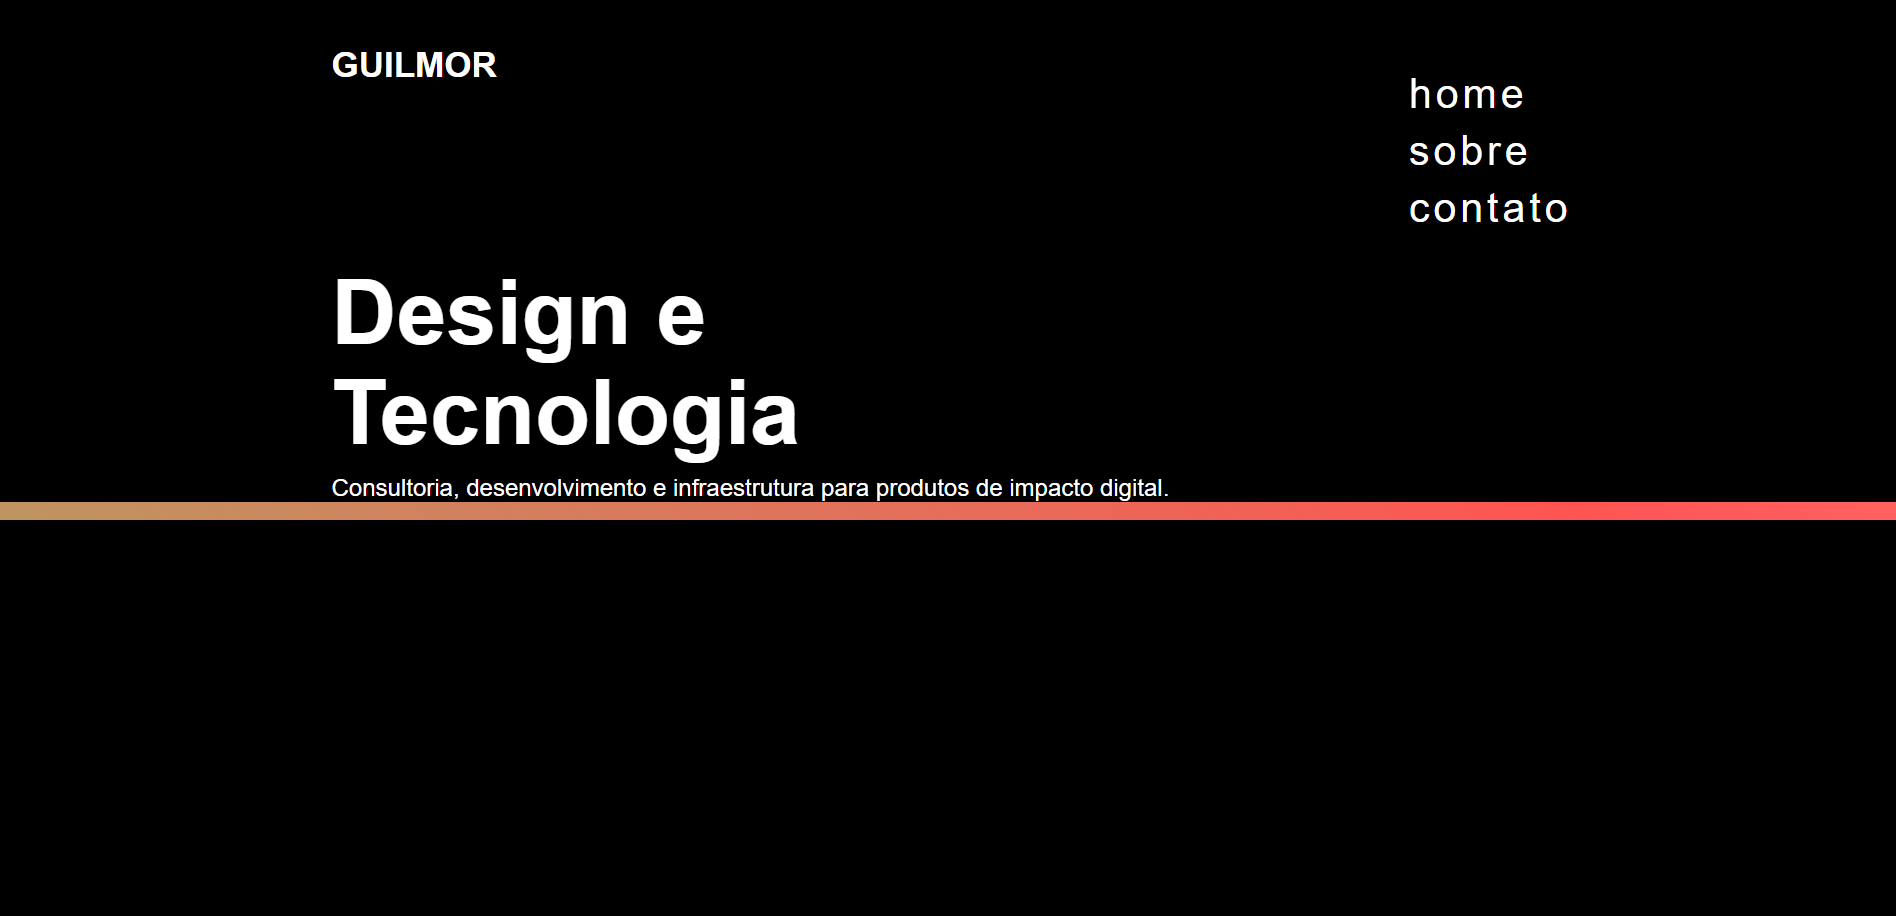 GUILMOR
home
sobre
contato
Design e
Tecnologia
Consultoria, desenvolvimento e infraestrutura para produtos de impacto digital.